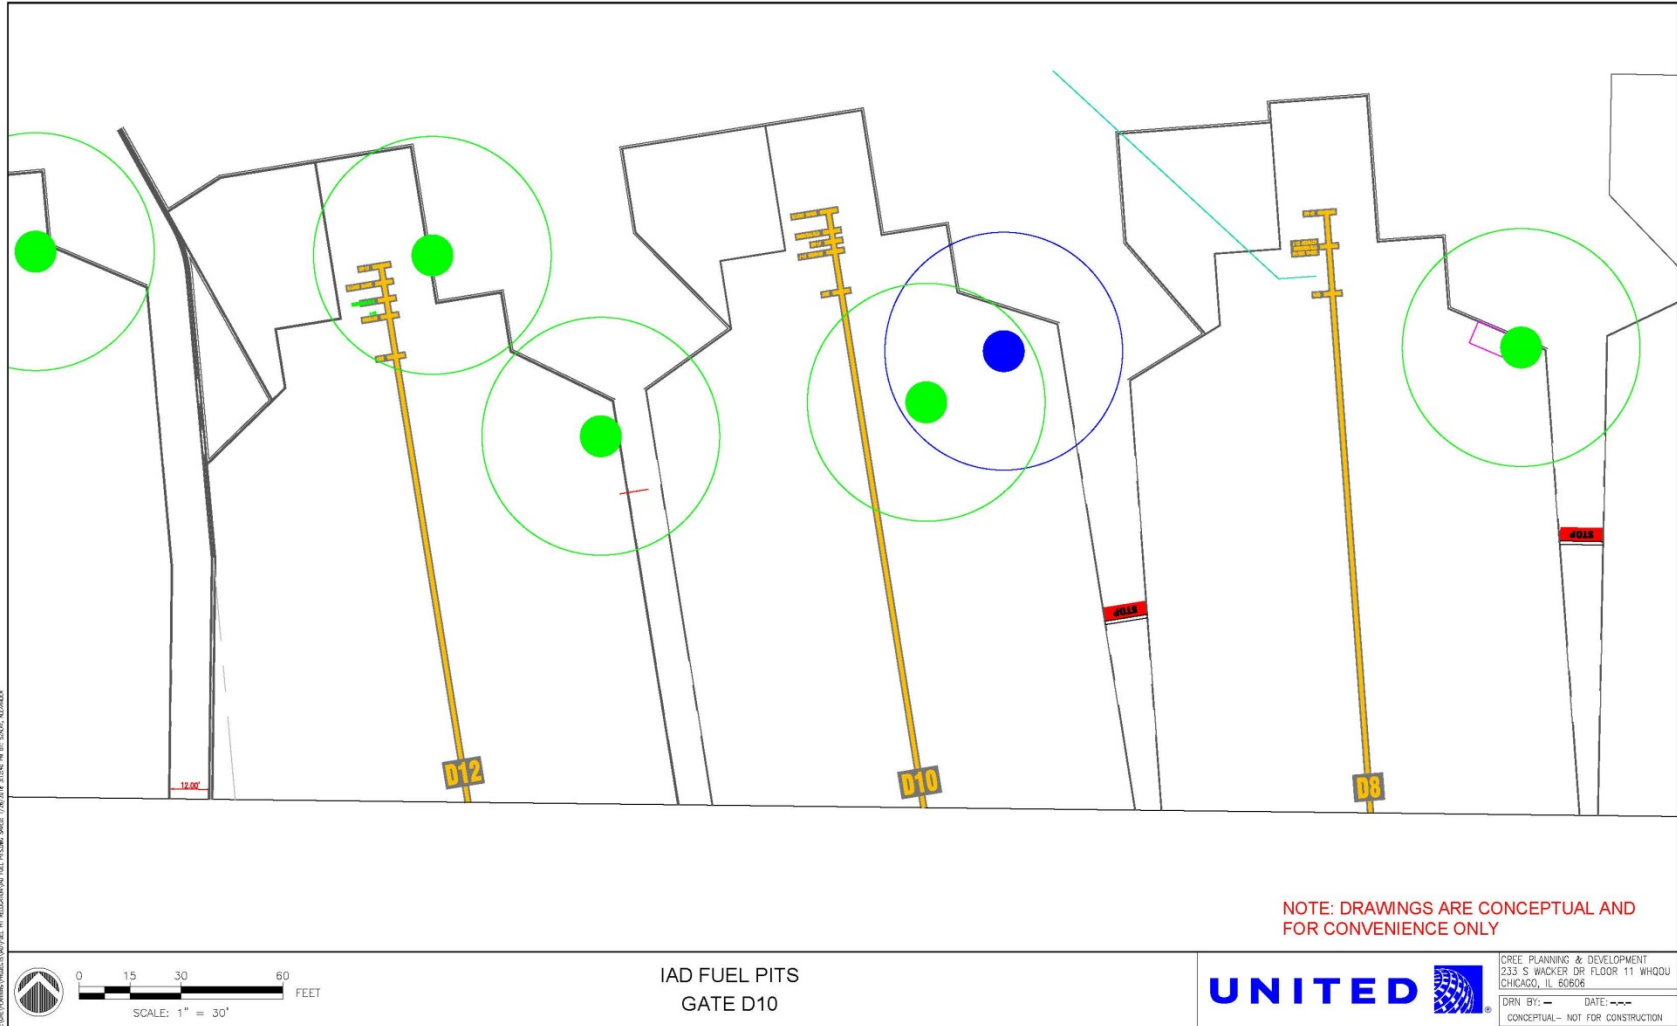 STOP
STOP
12.00'
D12
D10
D8
NOTE: DRAWINGS ARE CONCEPTUAL AND
FOR CONVENIENCE ONLY
0 15 30 60
FEET
SCALE: 1" = 30'
IAD FUEL PITS
GATE D10
UNITED
CREE PLANNING & DEVELOPMENT
233 S WACKER DR FLOOR 11 WHQOU
CHICAGO, IL 60606
DRN BY: — DATE: -.-.-
CONCEPTUAL- NOT FOR CONSTRUCTION